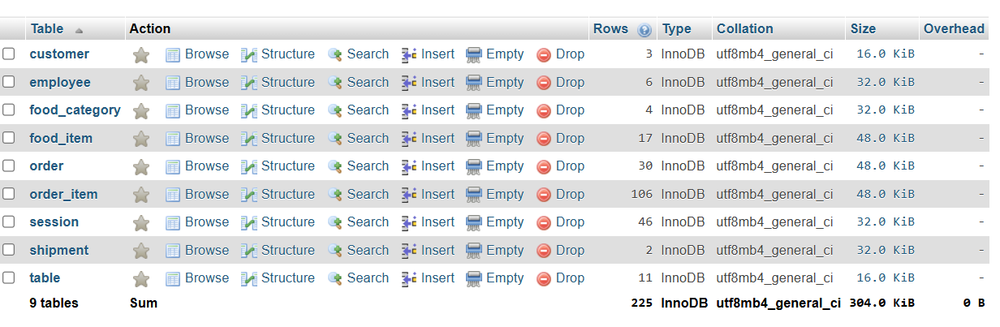 Table Action Rows Type Collation Size Overhead
customer Browse Structure Search Insert Empty Drop 3 InnoDB utf8mb4_general_ci 16.0 KiB -
employee Browse Structure Search Insert Empty Drop 6 InnoDB utf8mb4_general_ci 32.0 KiB -
food_category Browse Structure Search Insert Empty Drop 4 InnoDB utf8mb4_general_ci 32.0 KiB -
food_item Browse Structure Search Insert Empty Drop 17 InnoDB utf8mb4_general_ci 48.0 KiB -
order Browse Structure Search Insert Empty Drop 30 InnoDB utf8mb4_general_ci 48.0 KiB -
order_item Browse Structure Search Insert Empty Drop 106 InnoDB utf8mb4_general_ci 48.0 KiB -
session Browse Structure Search Insert Empty Drop 46 InnoDB utf8mb4_general_ci 32.0 KiB -
shipment Browse Structure Search Insert Empty Drop 2 InnoDB utf8mb4_general_ci 32.0 KiB -
table Browse Structure Search Insert Empty Drop 11 InnoDB utf8mb4_general_ci 16.0 KiB -
9 tables Sum 225 InnoDB utf8mb4_general_ci 304.0 KiB 0 B